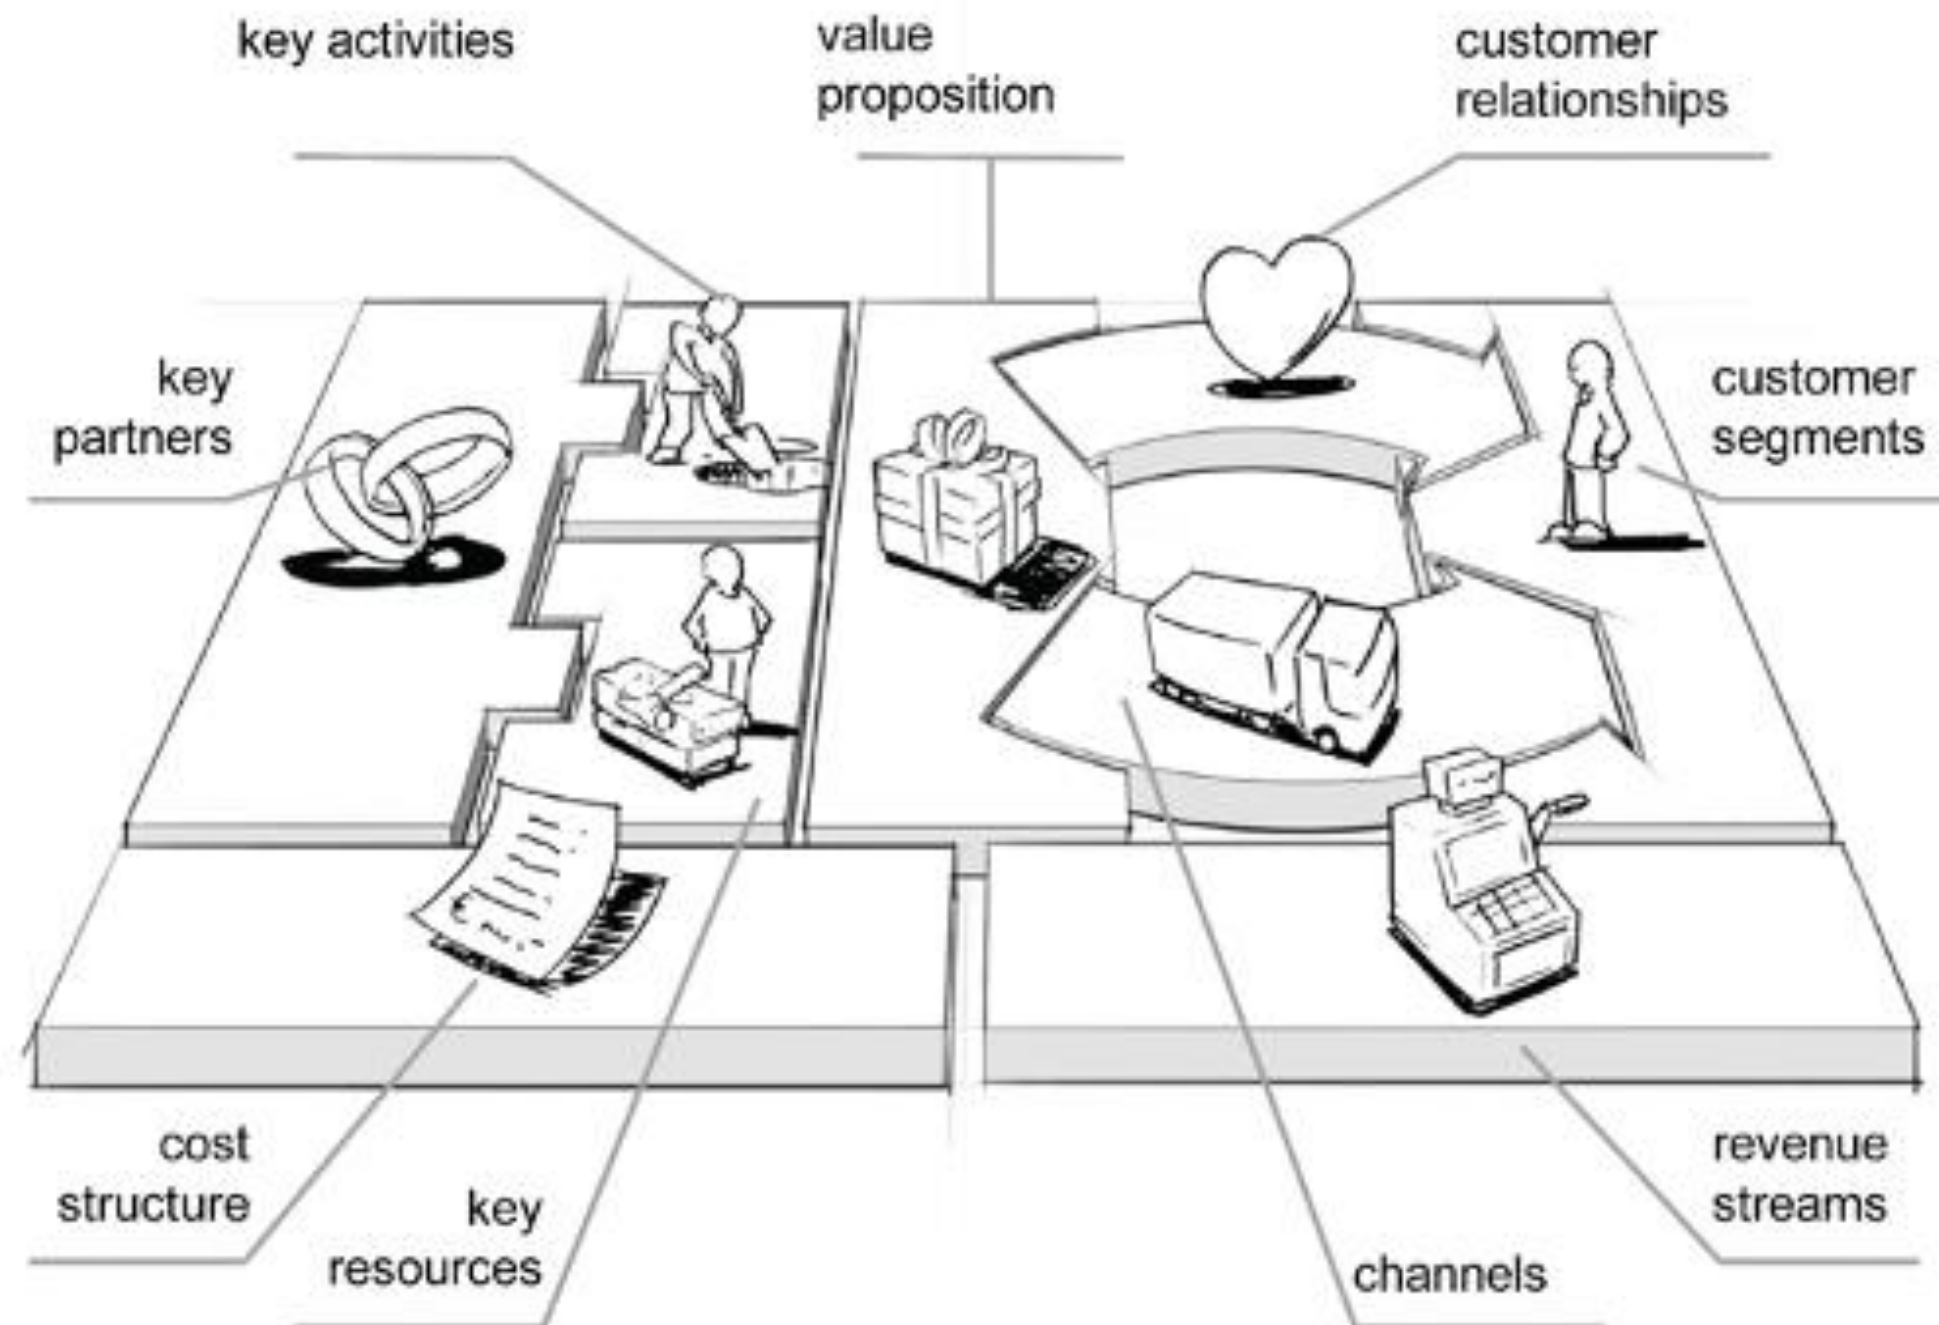 key activities
value
proposition
customer
relationships
key
partners
customer
segments
cost
structure
key
resources
channels
revenue
streams